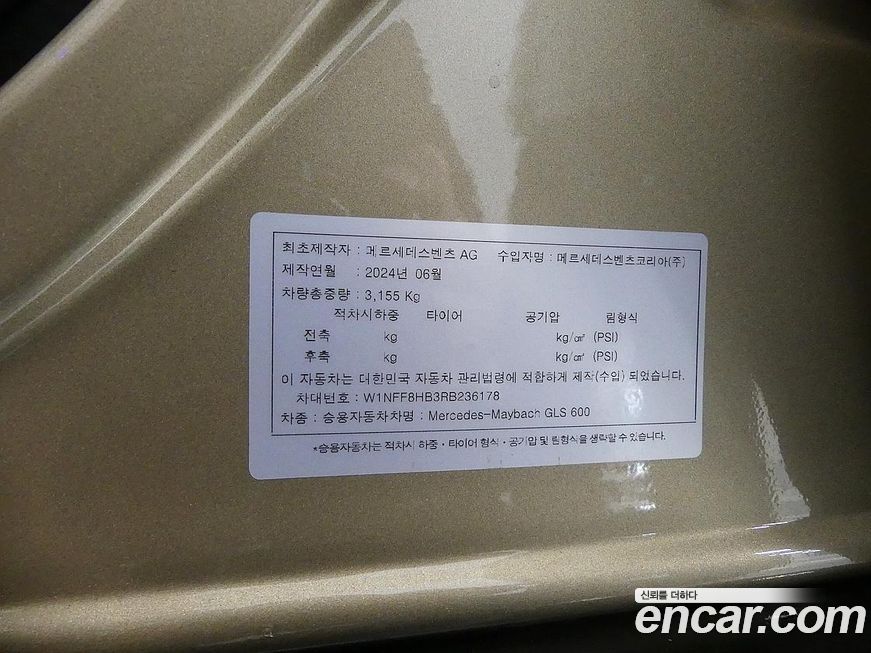 최초제작자 : 메르세데스벤츠 AG 수입자명 : 메르세데스벤츠코리아(주)
제작연월 : 2024년 06월
차량총중량 : 3,155 Kg
적차시하중 타이어 공기압 림형식
전축 kg kg/㎠ (PSI)
후축 kg kg/㎠ (PSI)
이 자동차는 대한민국 자동차 관리법령에 적합하게 제작(수입) 되었습니다.
차대번호 : W1NFF8HB3RB236178
차종 : 승용자동차차명 : Mercedes-Maybach GLS 600
*승용자동차는 적차시 하중・타이어 형식・공기압 및 림형식을 생략할 수 있습니다.
신뢰를 더하다
encar.com